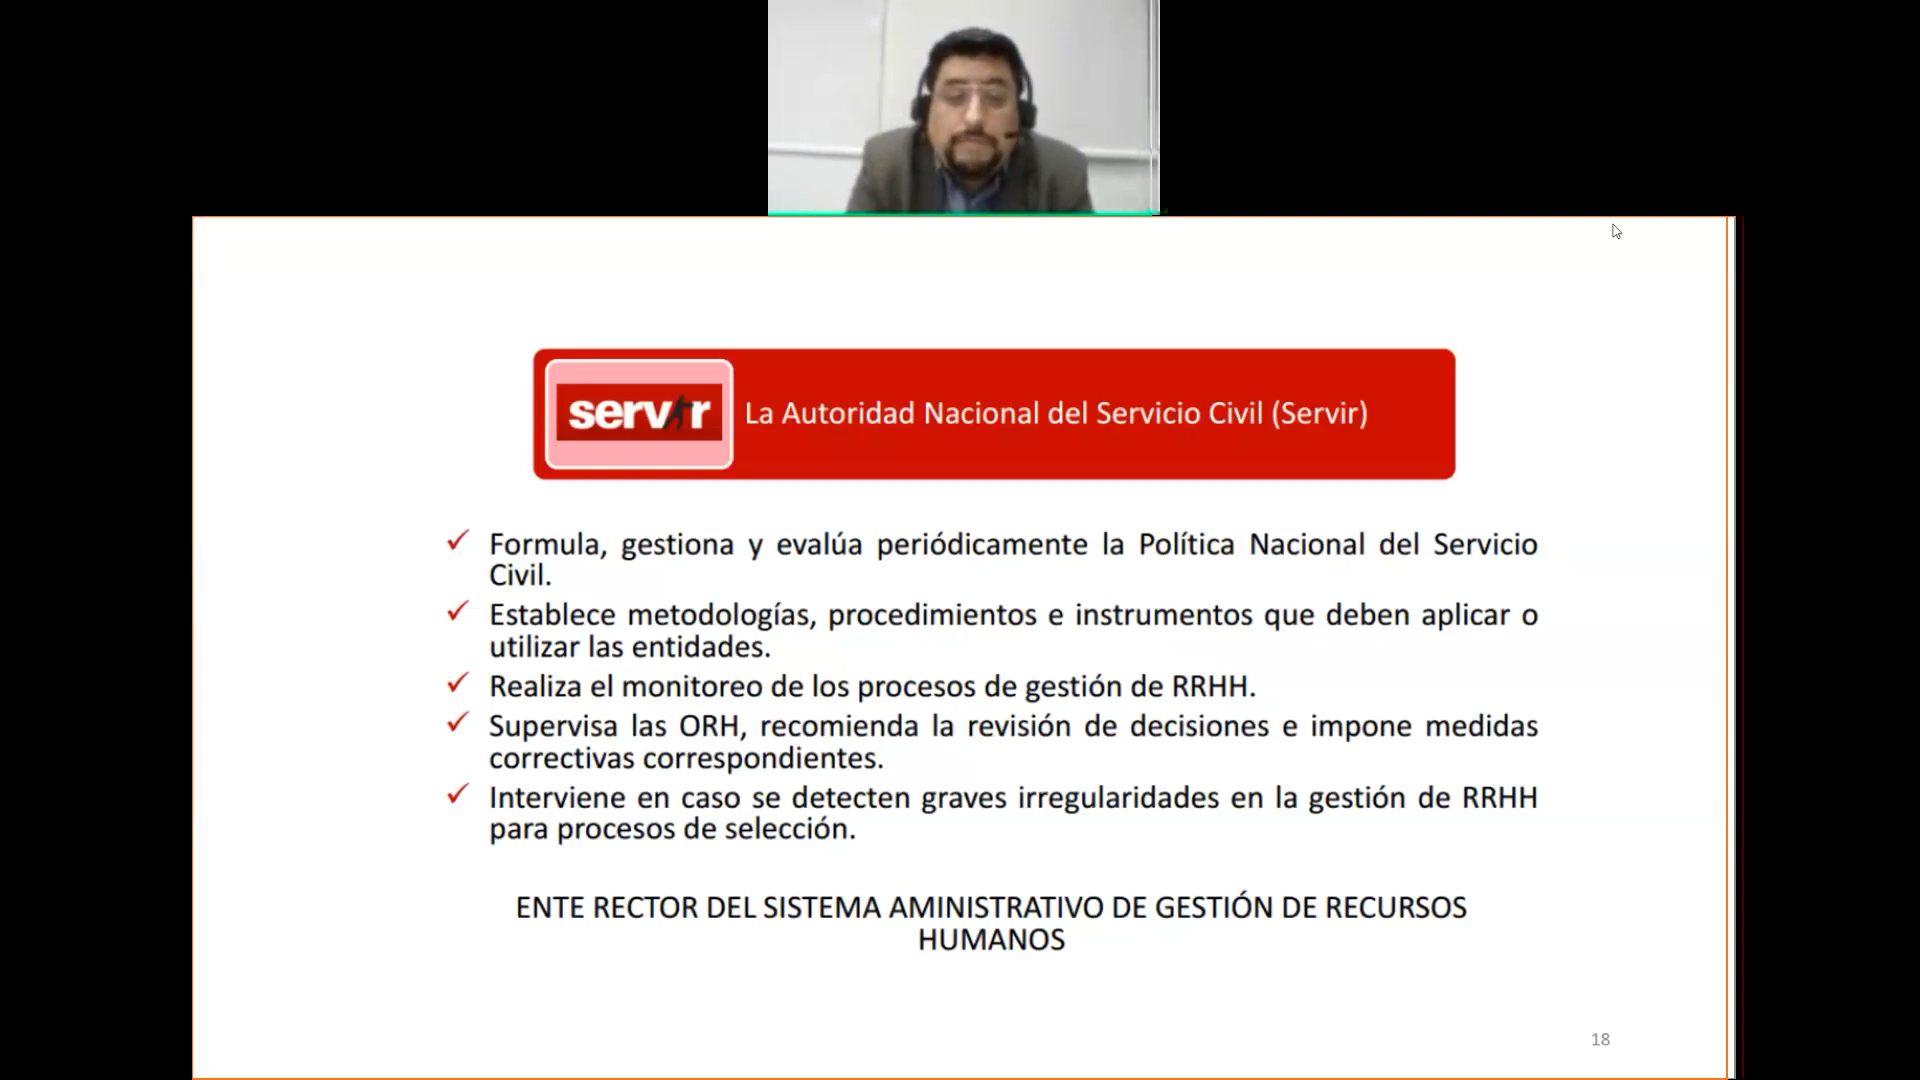 servir
La Autoridad Nacional del Servicio Civil (Servir)
Formula, gestiona y evalúa periódicamente la Política Nacional del Servicio
Civil.
Establece metodologías, procedimientos e instrumentos que deben aplicar o
utilizar las entidades.
Realiza el monitoreo de los procesos de gestión de RRHH.
Supervisa las ORH, recomienda la revisión de decisiones e impone medidas
correctivas correspondientes.
Interviene en caso se detecten graves irregularidades en la gestión de RRHH
para procesos de selección.
ENTE RECTOR DEL SISTEMA AMINISTRATIVO DE GESTIÓN DE RECURSOS
HUMANOS
18